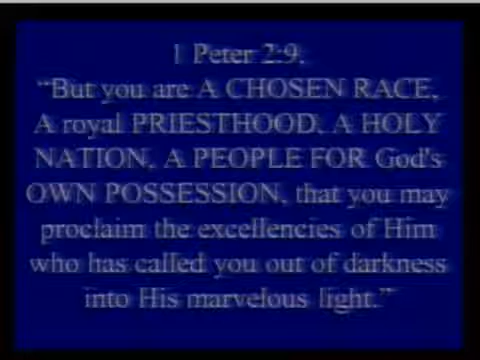 1 Peter 2:9,
“But you are A CHOSEN RACE,
A royal PRIESTHOOD, A HOLY
NATION, A PEOPLE FOR God's
OWN POSSESSION, that you may
proclaim the excellencies of Him
who has called you out of darkness
into His marvelous light.”